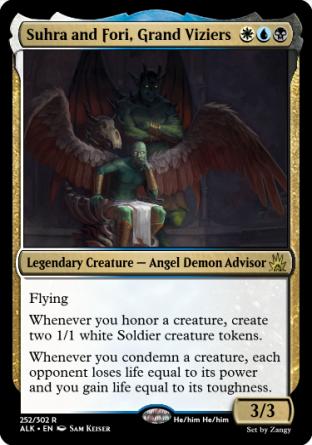 Suhra and Fori, Grand Viziers
Legendary Creature — Angel Demon Advisor
Flying
Whenever you honor a creature, create
two 1/1 white Soldier creature tokens.
Whenever you condemn a creature, each
opponent loses life equal to its power
and you gain life equal to its toughness.
3/3
252/302 R
He/him He/him
ALK • EN Sam Keiser
Set by Zangy